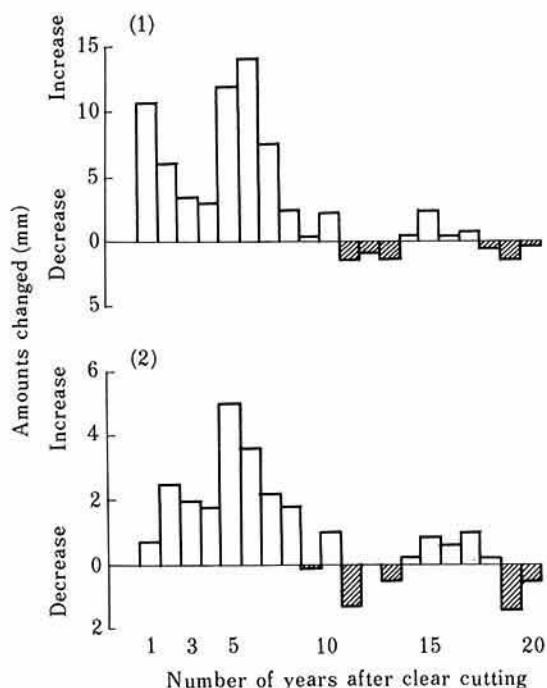 (1)
15
10
5
0
5
Increase
Decrease
Amounts changed (mm)
(2)
6
4
2
0
2
Increase
Decrease
1 3 5 10 15 20
Number of years after clear cutting